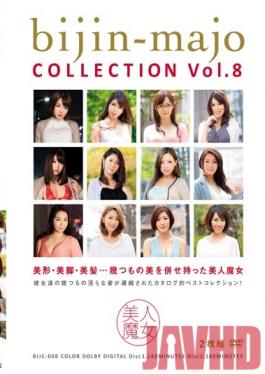 bijin-majo
COLLECTION Vol.8
美形・美脚・美髪…幾つもの美を併せ持った美人魔女
彼女達の幾つもの淫らな姿が凝縮されたカタログ的ベストコレクション!
美人
魔女
2枚組
BIJC-008 COLOR DOLBY DIGITAL
JAVHD